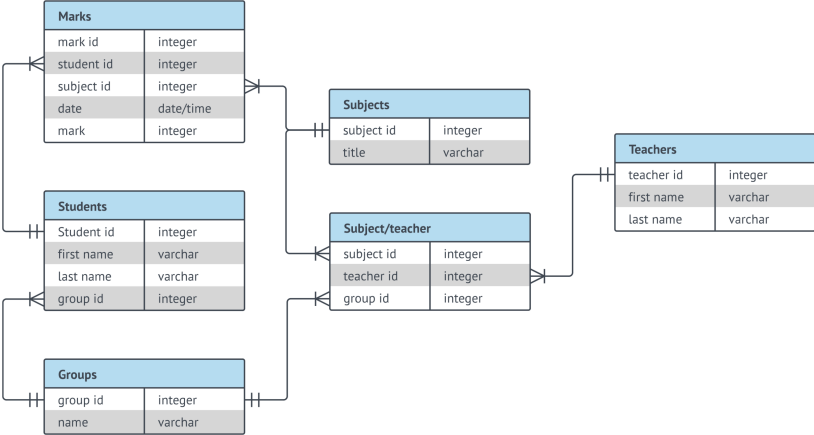 Marks
mark id integer
student id integer
subject id integer
date date/time
mark integer
Students
Student id integer
first name varchar
last name varchar
group id integer
Groups
group id integer
name varchar
Subjects
subject id integer
title varchar
Subject/teacher
subject id integer
teacher id integer
group id integer
Teachers
teacher id integer
first name varchar
last name varchar